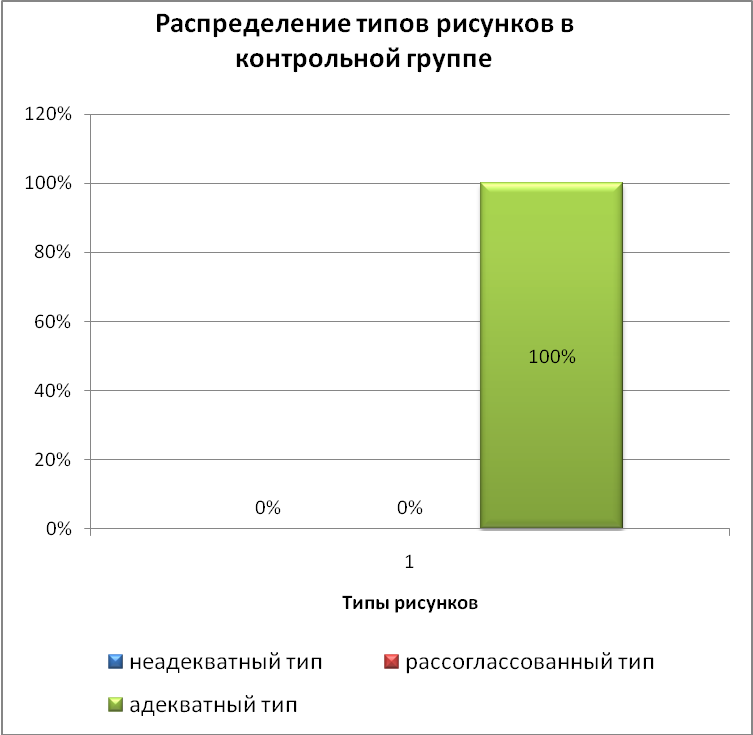 Распределение типов рисунков в
контрольной группе
120%
100%
80%
60%
40%
20%
0%
0%
0%
100%
1
Типы рисунков
неадекватный тип
рассоглассованный тип
адекватный тип